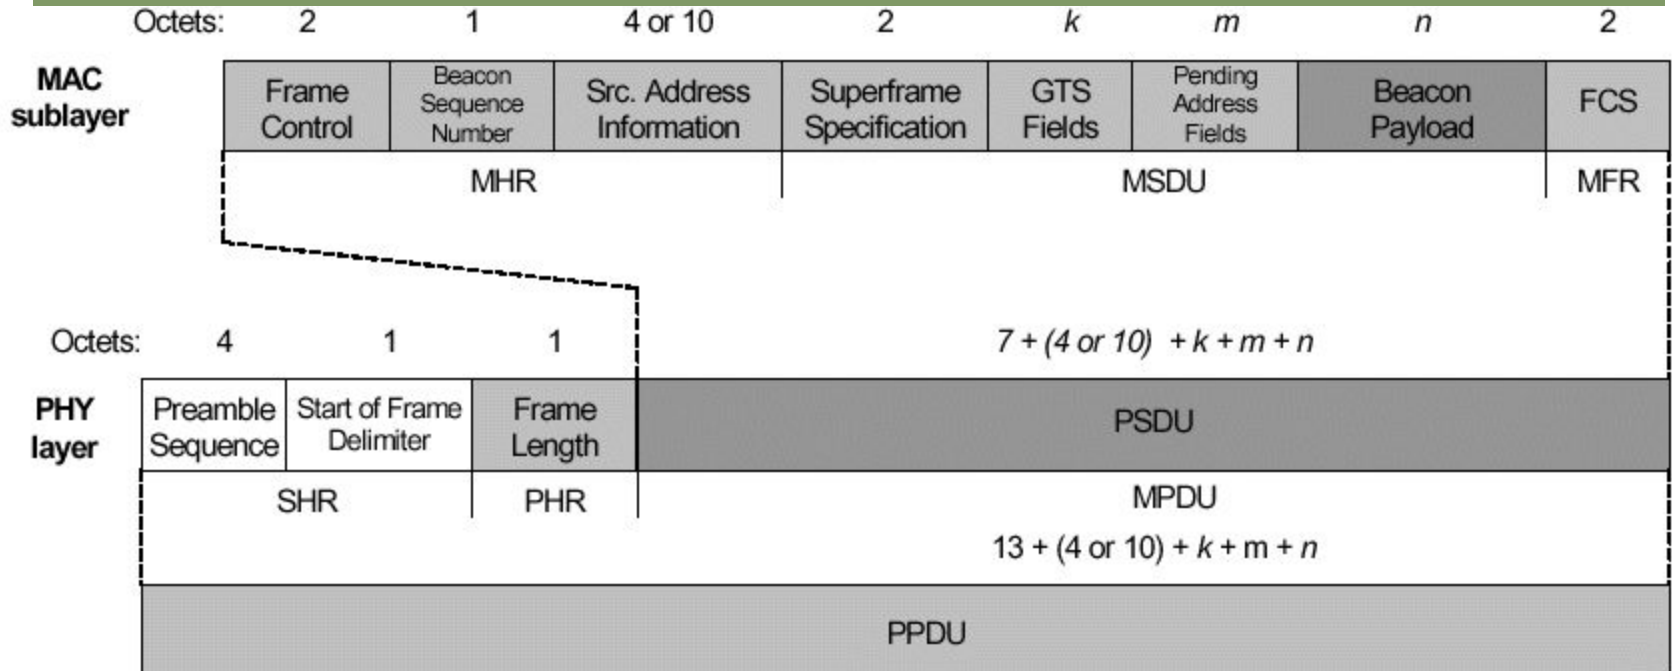 Octets: 2 1 4 or 10 2 k m n 2
MAC
sublayer
Frame
Control
Beacon
Sequence
Number
Src. Address
Information
Superframe
Specification
GTS
Fields
Pending
Address
Fields
Beacon
Payload
FCS
MHR MSDU MFR
Octets: 4 1 1 7 + (4 or 10) + k + m + n
PHY
layer
Preamble
Sequence
Start of Frame
Delimiter
Frame
Length
PSDU
SHR PHR MPDU
13 + (4 or 10) + k + m + n
PPDU